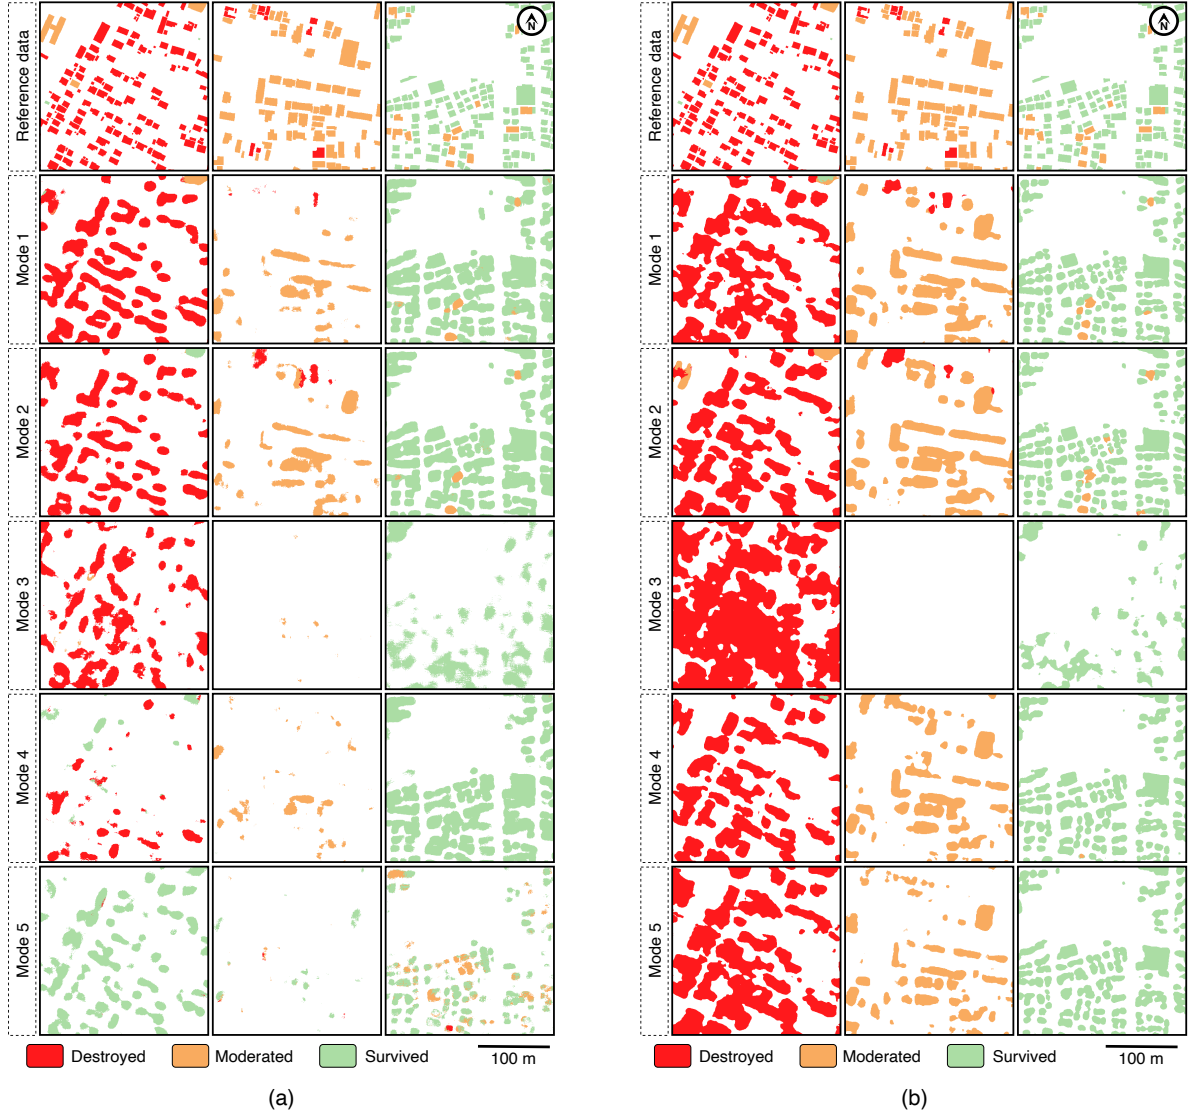 Reference data
N
Mode 1
Mode 2
Mode 3
Mode 4
Mode 5
Destroyed Moderated Survived 100 m
(a)
Reference data
N
Mode 1
Mode 2
Mode 3
Mode 4
Mode 5
Destroyed Moderated Survived 100 m
(b)